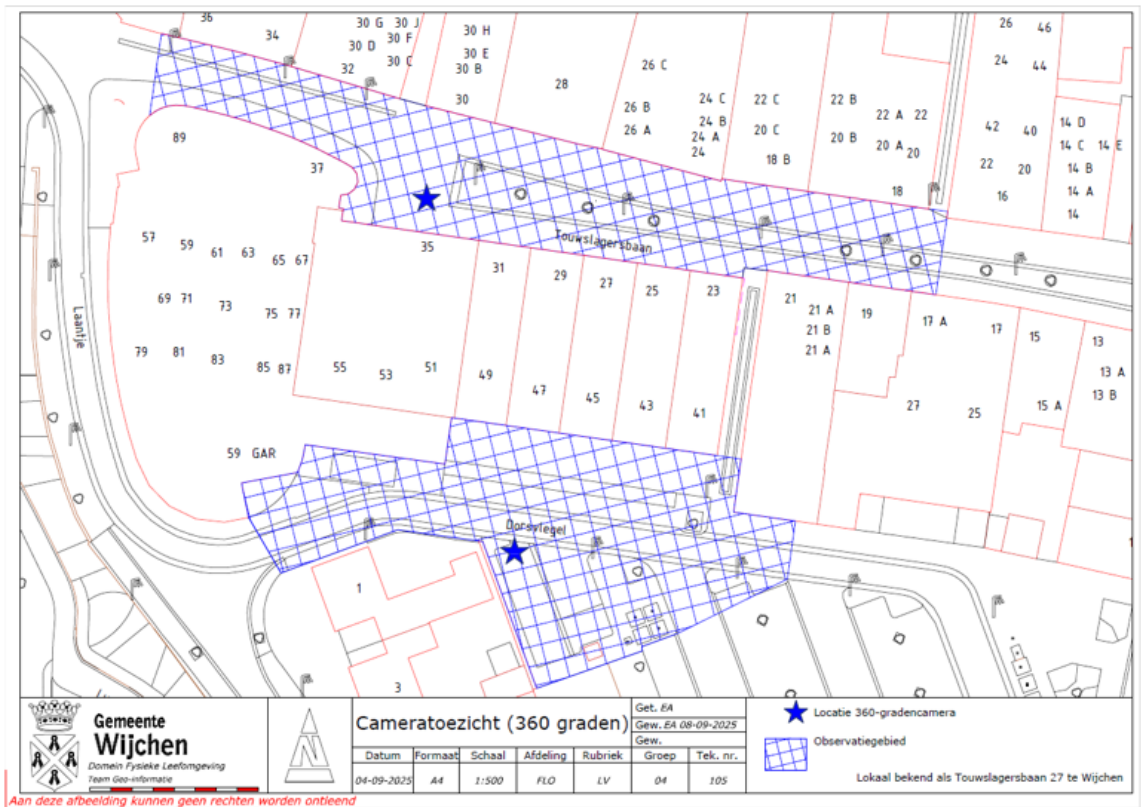 36
34
30 G 30 J
30 D 30 F
32 30 C
30 H
30 E
30 B
30
28
26 C
26 B
26 A
24 C
24 B
24 A
24
22 C
20 C
18 B
22 B
20 B
22 A 22
20 A 20
18
26 46
24 44
42 40
22 20
16
14 D
14 C 14 E
14 B
14 A
14
89
37
Touwslagersbaan
57 59 61 63 65 67
69 71 73 75 77
79 81 83 85 87
59 GAR
Laantje
35
31
29
27
25
23
21
21 A
21 B
21 A
19
17 A
17
15
13
13 A
13 B
15 A
55 53 51
49
47
45
43
41
27
25
Dorsvlegel
1
3
Gemeente
Wijchen
Domein Fysieke Leefomgeving
Team Geo-informatie
N
Cameratoezicht (360 graden)
Get. EA
Gew. EA 08-09-2025
Gew.
Datum Formaat Schaal Afdeling Rubriek Groep Tek. nr.
04-09-2025 A4 1:500 FLO LV 04 105
Locatie 360-gradencamera
Observatiegebied
Lokaal bekend als Touwslagersbaan 27 te Wijchen
Aan deze afbeelding kunnen geen rechten worden ontleend